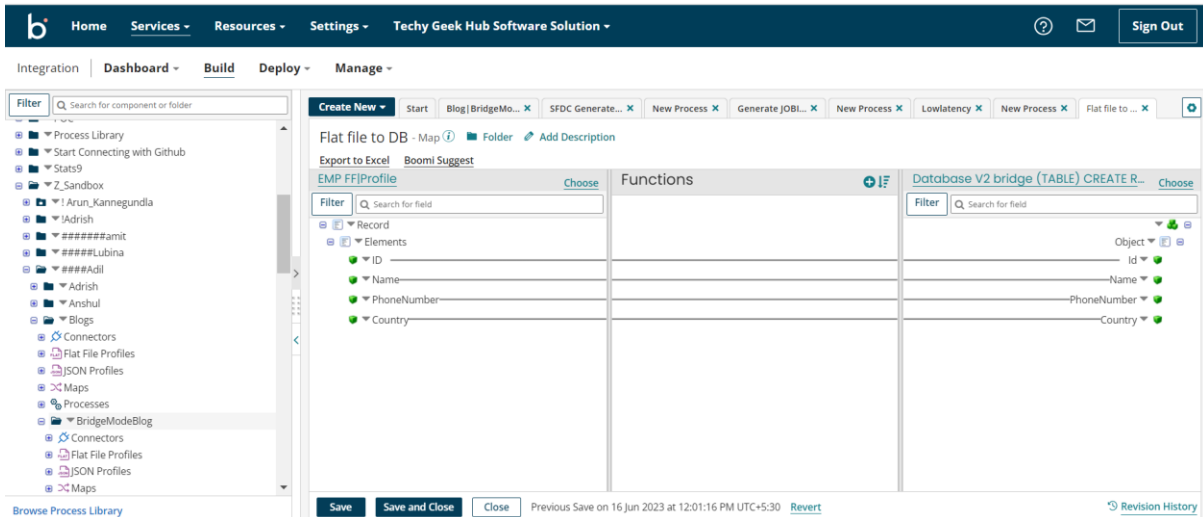 b Home Services Resources Settings Techy Geek Hub Software Solution Sign Out
Integration Dashboard Build Deploy Manage
Filter Search for component or folder
Process Library
Start Connecting with Github
Stats9
Z_Sandbox
! Arun_Kannegundla
!Adrish
#######amit
#####Lubina
####Adil
Adrish
Anshul
Blogs
Connectors
Flat File Profiles
JSON Profiles
Maps
Processes
BridgeModeBlog
Connectors
Flat File Profiles
JSON Profiles
Maps
Browse Process Library
Create New Start Blog|BridgeMo... X SFDC Generate... X New Process X Generate JOBI... X New Process X Lowlatency X New Process X Flat file to ... X
Flat file to DB - Map Folder Add Description
Export to Excel Boomi Suggest
EMP FF|Profile Choose Functions Database V2 bridge (TABLE) CREATE R... Choose
Filter Search for field Filter Search for field
Record
Elements Object
ID Id
Name Name
PhoneNumber PhoneNumber
Country Country
Save Save and Close Close Previous Save on 16 Jun 2023 at 12:01:16 PM UTC+5:30 Revert Revision History